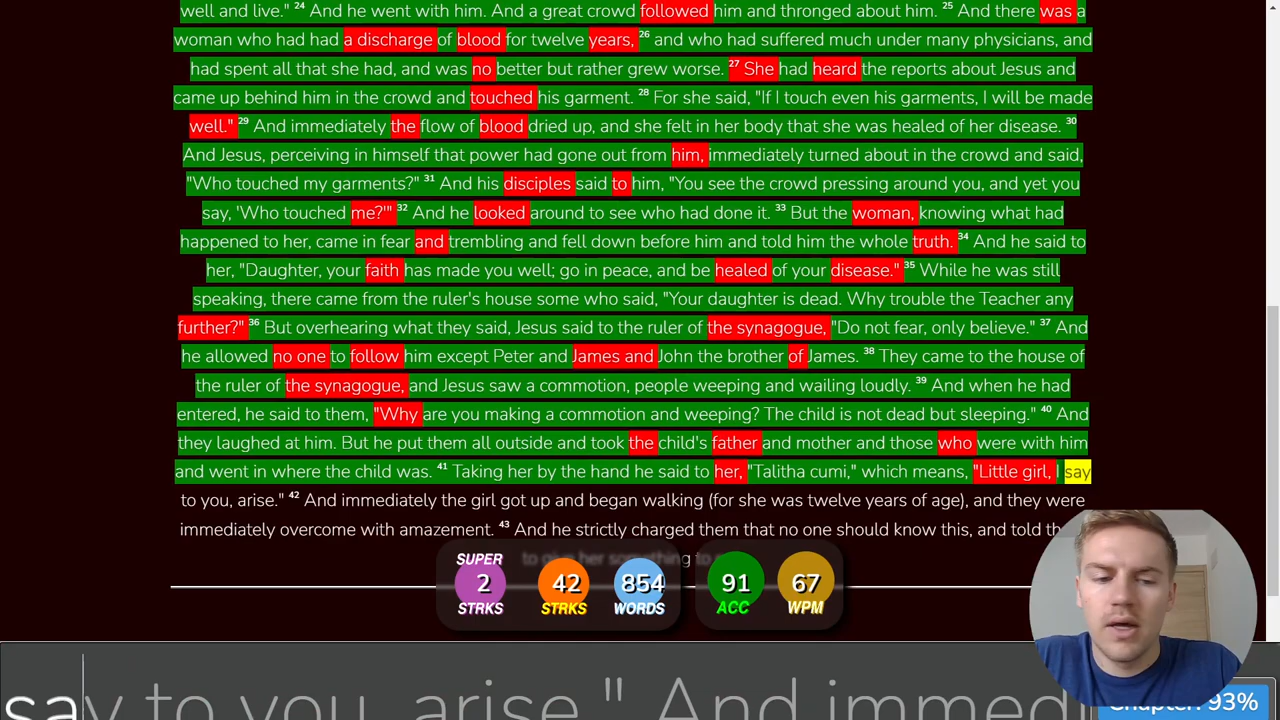 well and live." 24 And he went with him. And a great crowd followed him and thronged about him. 25 And there was a
woman who had had a discharge of blood for twelve years, 26 and who had suffered much under many physicians, and
had spent all that she had, and was no better but rather grew worse. 27 She had heard the reports about Jesus and
came up behind him in the crowd and touched his garment. 28 For she said, "If I touch even his garments, I will be made
well." 29 And immediately the flow of blood dried up, and she felt in her body that she was healed of her disease. 30
And Jesus, perceiving in himself that power had gone out from him, immediately turned about in the crowd and said,
"Who touched my garments?" 31 And his disciples said to him, "You see the crowd pressing around you, and yet you
say, 'Who touched me?'" 32 And he looked around to see who had done it. 33 But the woman, knowing what had
happened to her, came in fear and trembling and fell down before him and told him the whole truth. 34 And he said to
her, "Daughter, your faith has made you well; go in peace, and be healed of your disease." 35 While he was still
speaking, there came from the ruler's house some who said, "Your daughter is dead. Why trouble the Teacher any
further?" 36 But overhearing what they said, Jesus said to the ruler of the synagogue, "Do not fear, only believe." 37 And
he allowed no one to follow him except Peter and James and John the brother of James. 38 They came to the house of
the ruler of the synagogue, and Jesus saw a commotion, people weeping and wailing loudly. 39 And when he had
entered, he said to them, "Why are you making a commotion and weeping? The child is not dead but sleeping." 40 And
they laughed at him. But he put them all outside and took the child's father and mother and those who were with him
and went in where the child was. 41 Taking her by the hand he said to her, "Talitha cumi," which means, "Little girl, I say
to you, arise." 42 And immediately the girl got up and began walking (for she was twelve years of age), and they were
immediately overcome with amazement. 43 And he strictly charged them that no one should know this, and told
to give her something to
SUPER
2 42 854 91 67
STRKS STRKS WORDS ACC WPM
say to you, arise." And immed
Chapter: 93%